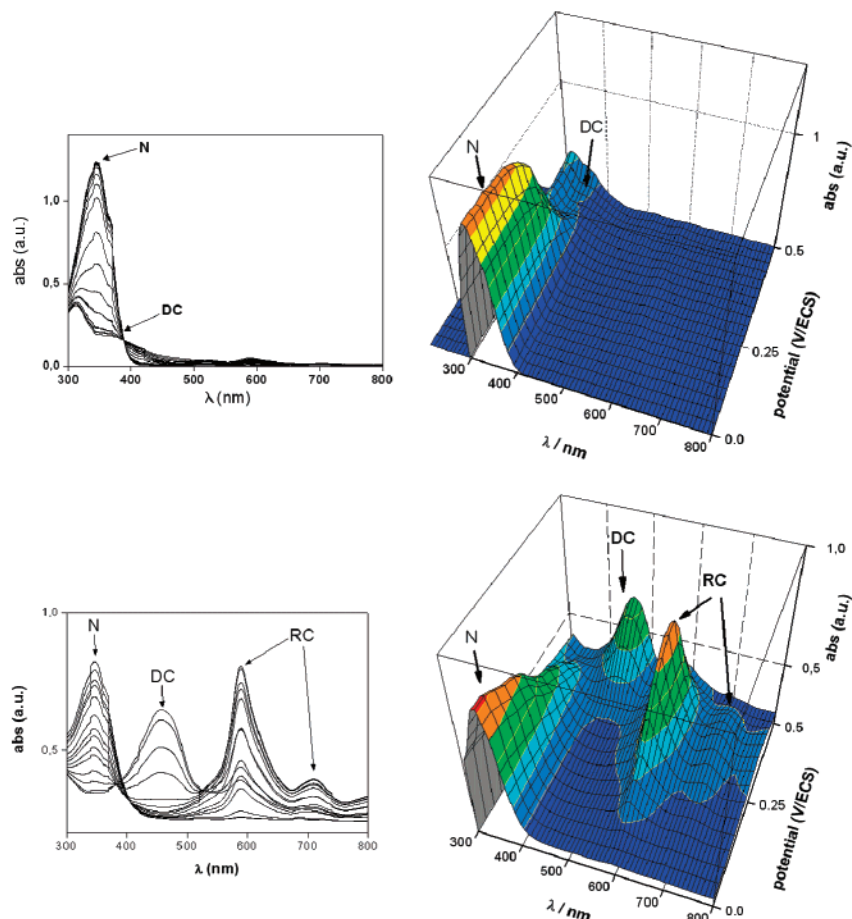 N
DC
1,0
0,5
0,0
abs (a.u.)
300 400 500 600 700 800
λ (nm)
N
DC
1
0.5
0.25
0.0
abs (a.u.)
potential (V/ECS)
300 400 500 600 700 800
λ / nm
N
DC
RC
1,0
0,5
abs (a.u.)
300 400 500 600 700 800
λ (nm)
N
DC
RC
1,0
0,5
abs (a.u.)
0.5
0.25
0.0
potential (V/ECS)
300 400 500 600 700 800
λ / nm